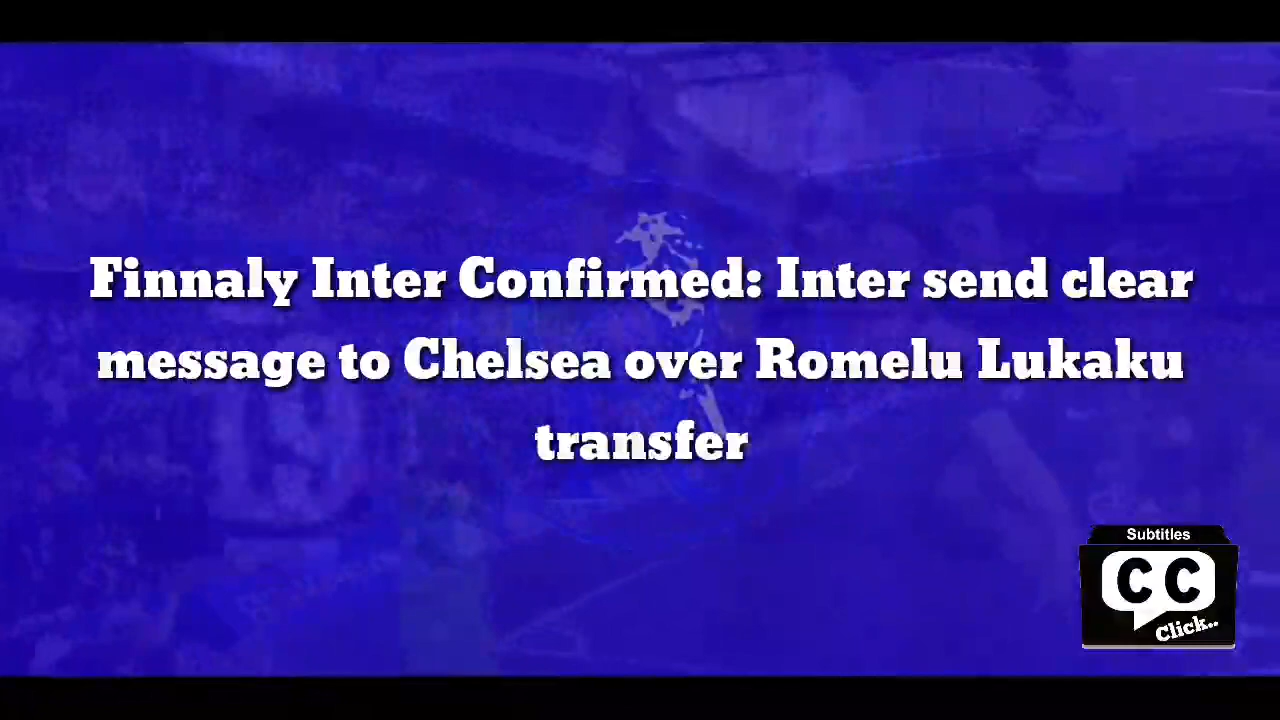 Finnaly Inter Confirmed: Inter send clear
message to Chelsea over Romelu Lukaku
transfer
Subtitles
CC
Click..